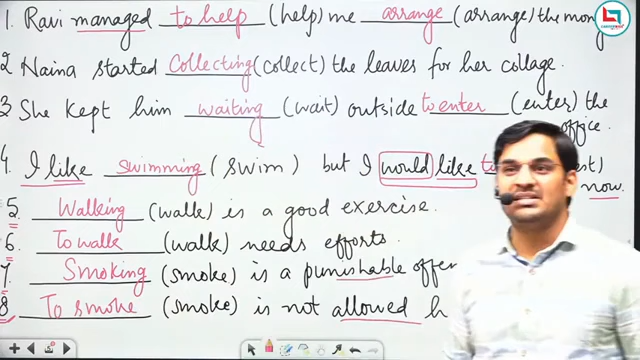 1. Ravi managed to help (help) me arrange (arrange) the money
2 Naina started collecting (collect) the leaves for her collage.
3 She kept him waiting (wait) outside to enter (enter) the
office.
4. I like swimming (swim) but I would like
now.
5. Walking (walk) is a good exercise.
6. To walk (walk) needs efforts.
7. Smoking (smoke) is a punishable
8 To smoke (smoke) is not allowed